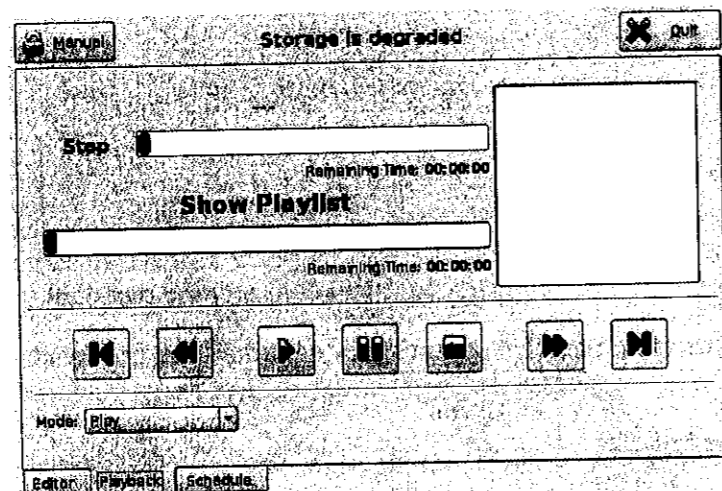 Manual Storage is degraded Quit
Step
Remaining Time: 00:00:00
Show Playlist
Remaining Time: 00:00:00
Mode: Play
Editor Playback Schedule